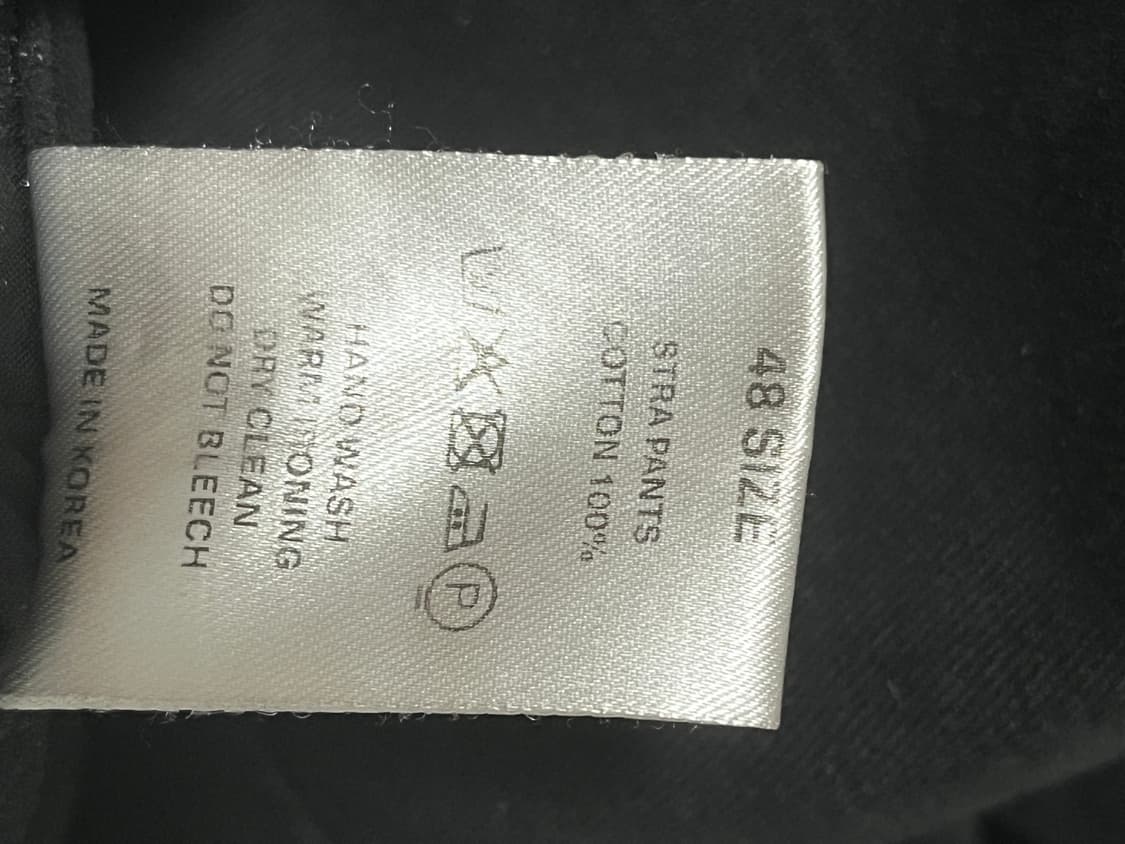 48 SIZE
STRA PANTS
COTTON 100%
P
HAND WASH
WARM IRONING
DRY CLEAN
DO NOT BLEECH
MADE IN KOREA